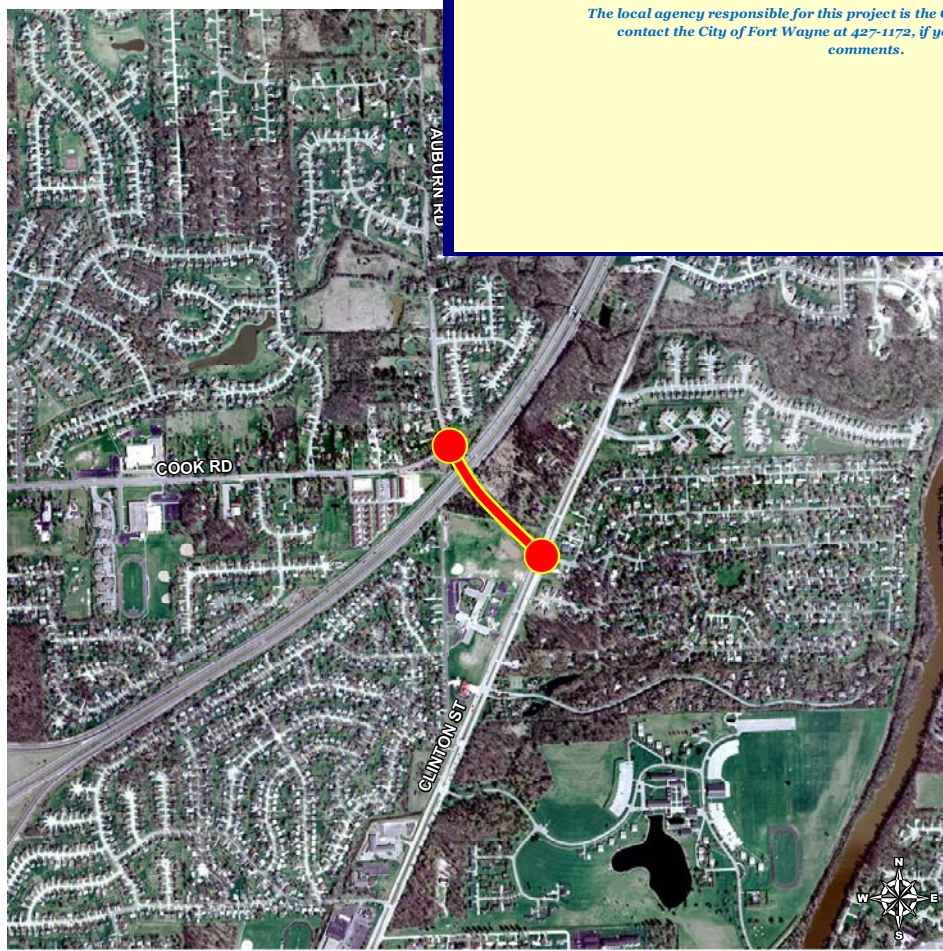 The local agency responsible for this project is the
contact the City of Fort Wayne at 427-1172, if
comments.
AUBURN RD
COOK RD
CLINTON ST
N
W E
S